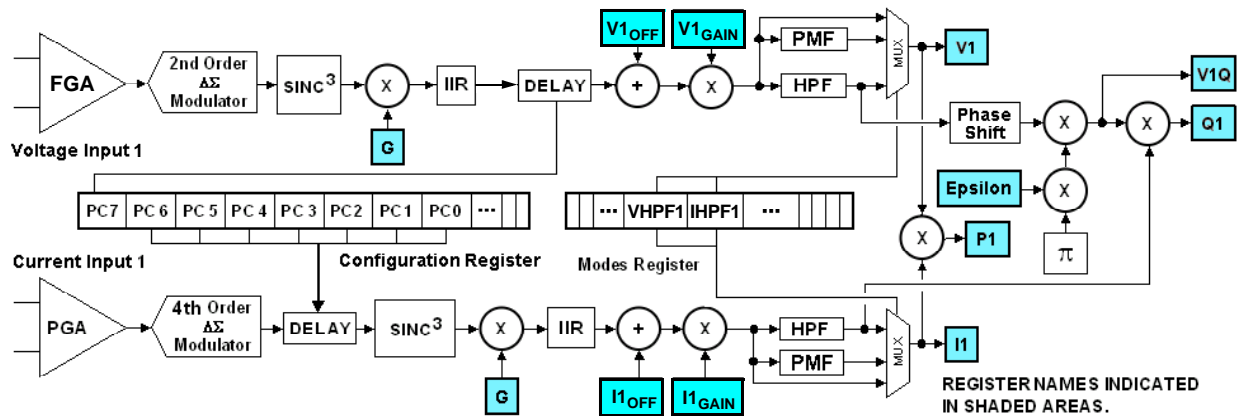 V1OFF
V1GAIN
FGA
2nd Order
ΔΣ
Modulator
SINC3
X
IIR
DELAY
+
X
PMF
HPF
MUX
V1
G
Voltage Input 1
Phase
Shift
X
X
V1Q
Q1
Epsilon
X
π
PC7 PC 6 PC 5 PC 4 PC 3 PC2 PC1 PC0 ...
... VHPF1 IHPF1 ...
X
P1
Current Input 1
Configuration Register
Modes Register
PGA
4th Order
ΔΣ
Modulator
DELAY
SINC3
X
IIR
+
X
HPF
PMF
MUX
I1
G
I1OFF
I1GAIN
REGISTER NAMES INDICATED
IN SHADED AREAS.